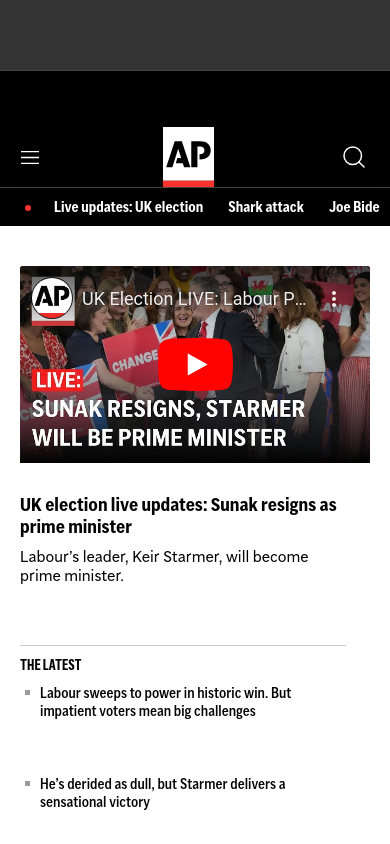 AP
Live updates: UK election Shark attack Joe Bide
AP UK Election LIVE: Labour P...
CHANGE
LIVE:
SUNAK RESIGNS, STARMER
WILL BE PRIME MINISTER
UK election live updates: Sunak resigns as
prime minister
Labour’s leader, Keir Starmer, will become
prime minister.
THE LATEST
Labour sweeps to power in historic win. But
impatient voters mean big challenges
He’s derided as dull, but Starmer delivers a
sensational victory